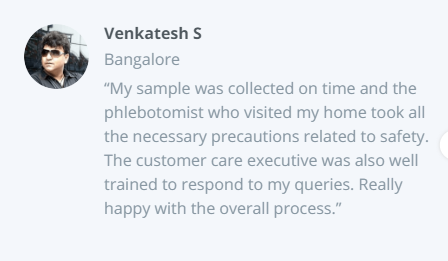 Venkatesh S
Bangalore
“My sample was collected on time and the
phlebotomist who visited my home took all
the necessary precautions related to safety.
The customer care executive was also well
trained to respond to my queries. Really
happy with the overall process.”